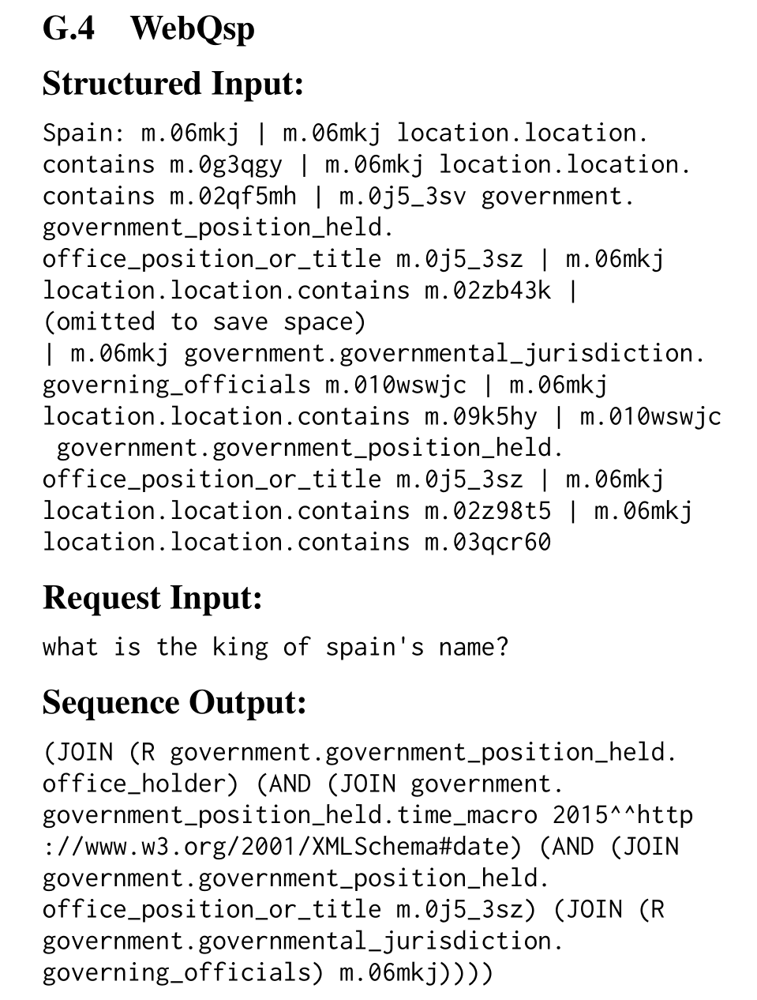 G.4 WebQsp
Structured Input:
Spain: m.06mkj | m.06mkj location.location.
contains m.0g3qgy | m.06mkj location.location.
contains m.02qf5mh | m.0j5_3sv government.
government_position_held.
office_position_or_title m.0j5_3sz | m.06mkj
location.location.contains m.02zb43k |
(omitted to save space)
| m.06mkj government.governmental_jurisdiction.
governing_officials m.010wswjc | m.06mkj
location.location.contains m.09k5hy | m.010wswjc
government.government_position_held.
office_position_or_title m.0j5_3sz | m.06mkj
location.location.contains m.02z98t5 | m.06mkj
location.location.contains m.03qcr60
Request Input:
what is the king of spain's name?
Sequence Output:
(JOIN (R government.government_position_held.
office_holder) (AND (JOIN government.
government_position_held.time_macro 2015^^http
://www.w3.org/2001/XMLSchema#date) (AND (JOIN
government.government_position_held.
office_position_or_title m.0j5_3sz) (JOIN (R
government.governmental_jurisdiction.
governing_officials) m.06mkj))))